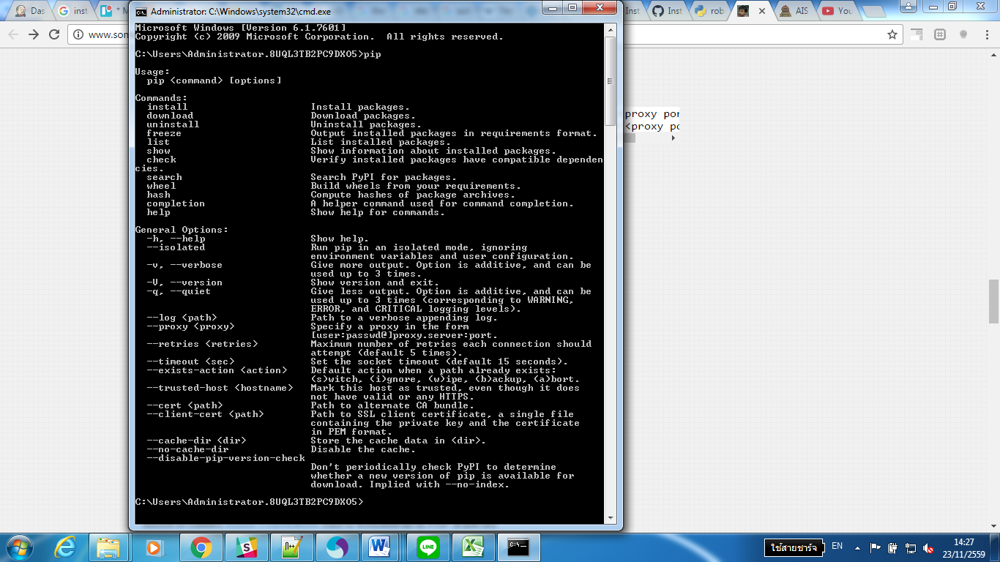 Das
inst
* M
Administrator: C:\Windows\system32\cmd.exe
Inst
Inst
rob
AIS
You
www.son
Microsoft Windows [Version 6.1.7601]
Copyright (c) 2009 Microsoft Corporation.  All rights reserved.
C:\Users\Administrator.8UQL3TB2PC9DXO5>pip
Usage:
pip <command> [options]
Commands:
install Install packages.
download Download packages.
uninstall Uninstall packages.
freeze Output installed packages in requirements format.
list List installed packages.
show Show information about installed packages.
check Verify installed packages have compatible dependen
cies.
search Search PyPI for packages.
wheel Build wheels from your requirements.
hash Compute hashes of package archives.
completion A helper command used for command completion.
help Show help for commands.
General Options:
-h, --help Show help.
--isolated Run pip in an isolated mode, ignoring
environment variables and user configuration.
-v, --verbose Give more output. Option is additive, and can be
used up to 3 times.
-V, --version Show version and exit.
-q, --quiet Give less output. Option is additive, and can be
used up to 3 times (corresponding to WARNING,
ERROR, and CRITICAL logging levels).
--log <path> Path to a verbose appending log.
--proxy <proxy> Specify a proxy in the form
[user:passwd@]proxy.server:port.
--retries <retries> Maximum number of retries each connection should
attempt (default 5 times).
--timeout <sec> Set the socket timeout (default 15 seconds).
--exists-action <action> Default action when a path already exists:
(s)witch, (i)gnore, (w)ipe, (b)ackup, (a)bort.
--trusted-host <hostname> Mark this host as trusted, even though it does
not have valid or any HTTPS.
--cert <path> Path to alternate CA bundle.
--client-cert <path> Path to SSL client certificate, a single file
containing the private key and the certificate
in PEM format.
--cache-dir <dir> Store the cache data in <dir>.
--no-cache-dir Disable the cache.
--disable-pip-version-check
Don't periodically check PyPI to determine
whether a new version of pip is available for
download. Implied with --no-index.
C:\Users\Administrator.8UQL3TB2PC9DXO5>
proxy por
<proxy po
ใช้สายชาร์จ
EN
14:27
23/11/2559